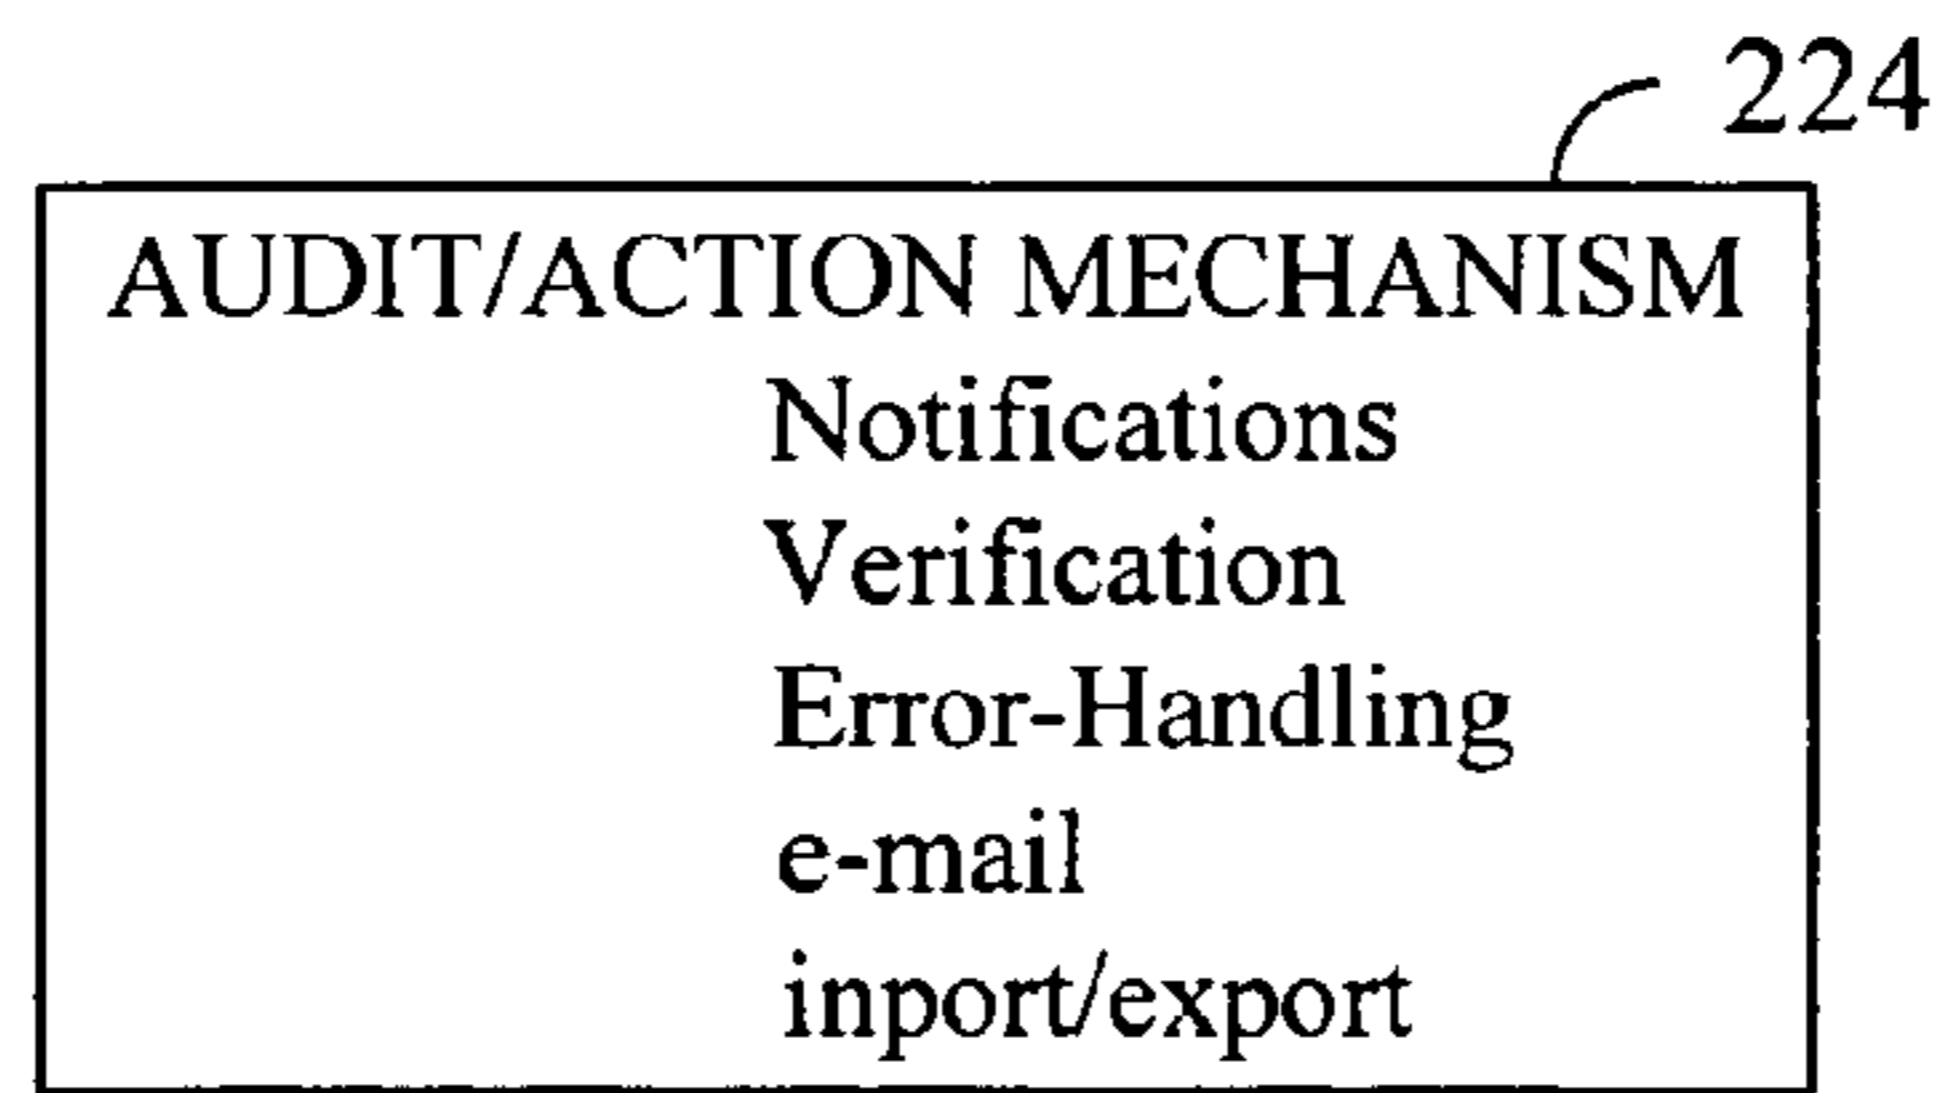 224
AUDIT/ACTION MECHANISM
Notifications
Verification
Error-Handling
e-mail
inport/export